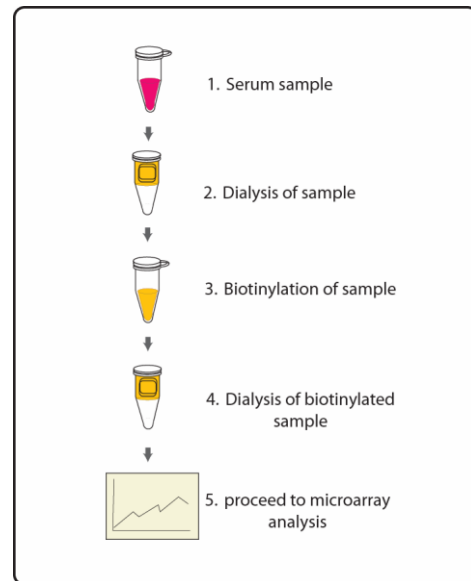 1. Serum sample
2. Dialysis of sample
3. Biotinylation of sample
4. Dialysis of biotinylated
sample
5. proceed to microarray
analysis